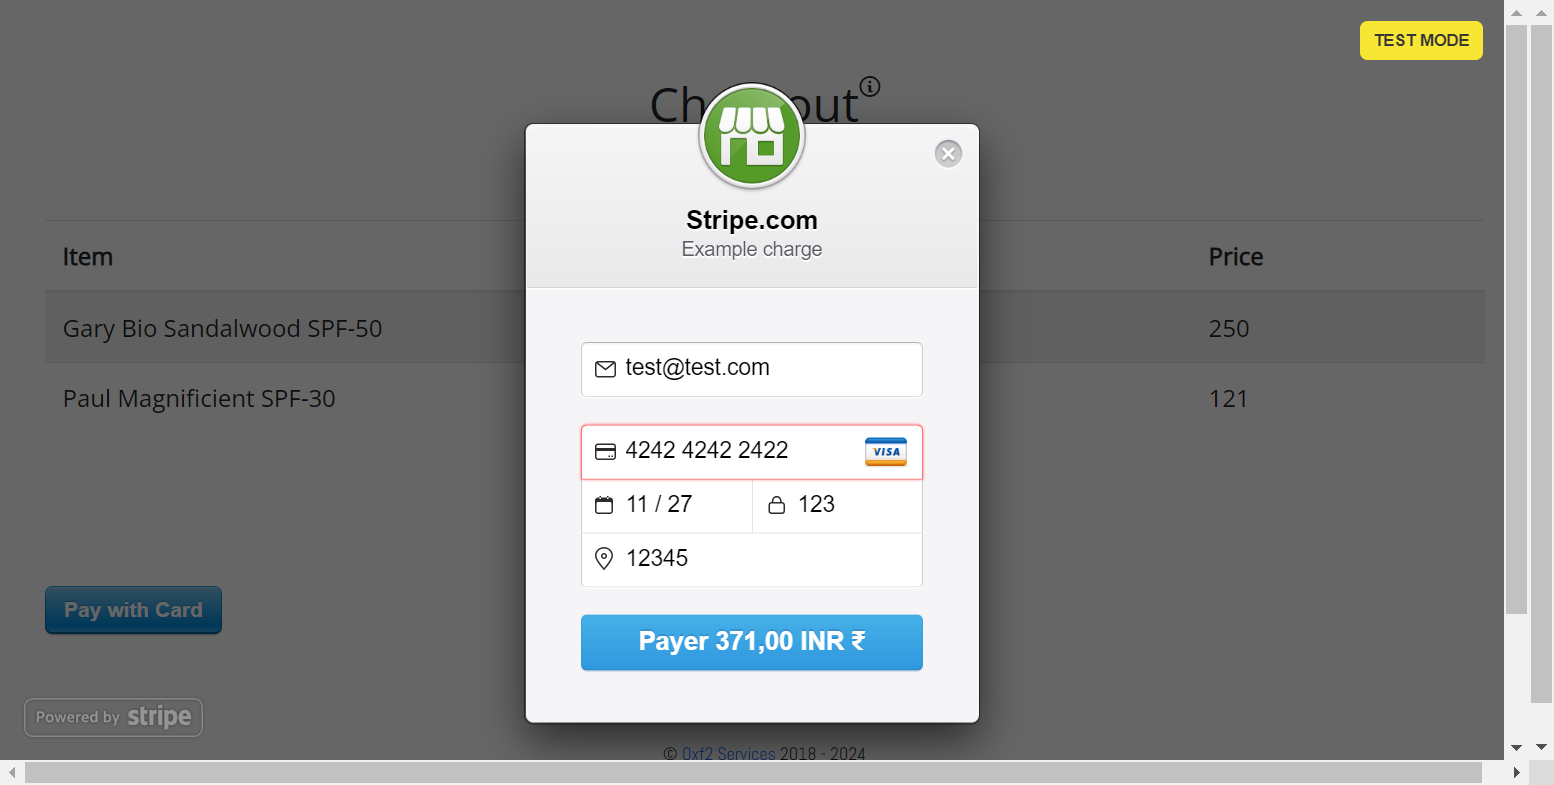 TEST MODE
Ch out
Stripe.com
Example charge
Item Price
Gary Bio Sandalwood SPF-50 250
Paul Magnificient SPF-30 121
test@test.com
4242 4242 2422 VISA
11 / 27 123
12345
Pay with Card
Payer 371,00 INR ₹
Powered by stripe
© Qxf2 Services 2018 - 2024